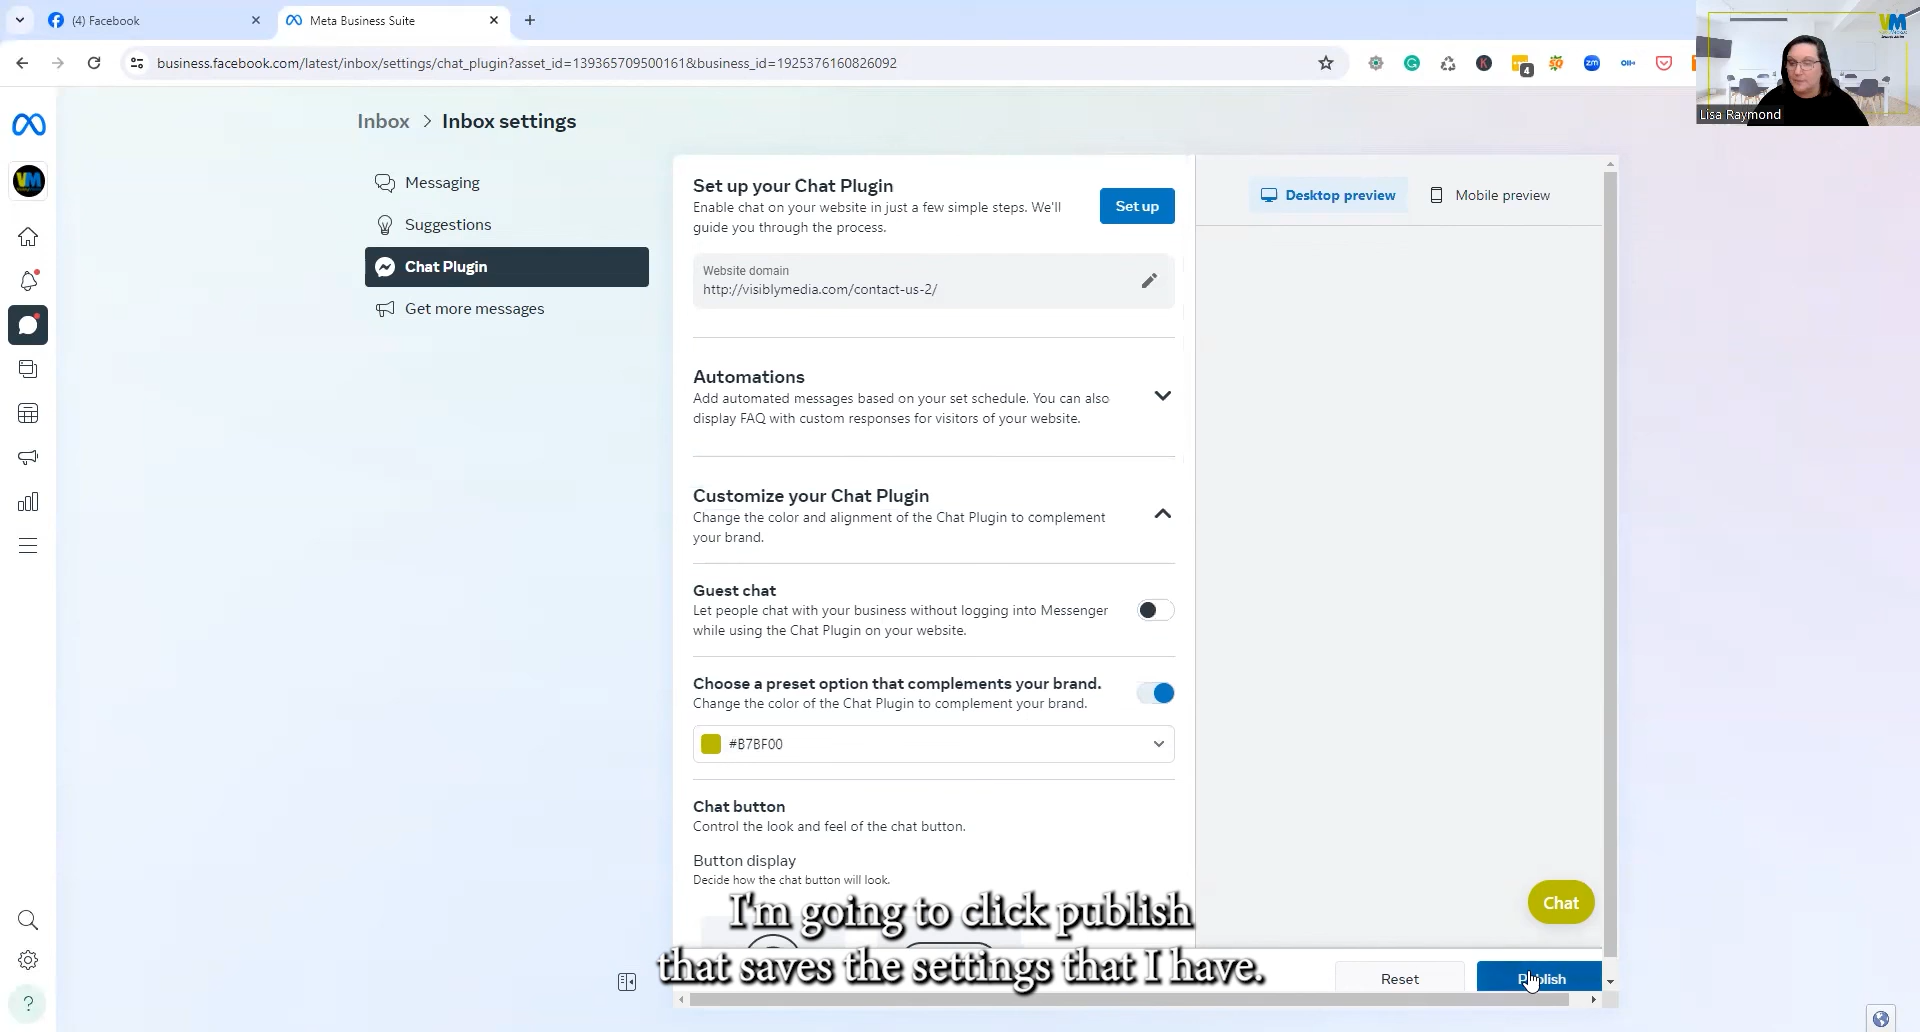 (4) Facebook
Meta Business Suite
business.facebook.com/latest/inbox/settings/chat_plugin?asset_id=139365709500161&business_id=1925376160826092
4
K
zm
VM
Lisa Raymond
Inbox > Inbox settings
VM
Messaging
Suggestions
Chat Plugin
Get more messages
Set up your Chat Plugin
Enable chat on your website in just a few simple steps. We'll
guide you through the process.
Set up
Website domain
http://visiblymedia.com/contact-us-2/
Automations
Add automated messages based on your set schedule. You can also
display FAQ with custom responses for visitors of your website.
Customize your Chat Plugin
Change the color and alignment of the Chat Plugin to complement
your brand.
Guest chat
Let people chat with your business without logging into Messenger
while using the Chat Plugin on your website.
Choose a preset option that complements your brand.
Change the color of the Chat Plugin to complement your brand.
#B7BF00
Chat button
Control the look and feel of the chat button.
Button display
Decide how the chat button will look.
Desktop preview
Mobile preview
Chat
I'm going to click publish
that saves the settings that I have.
Reset
Publish
?